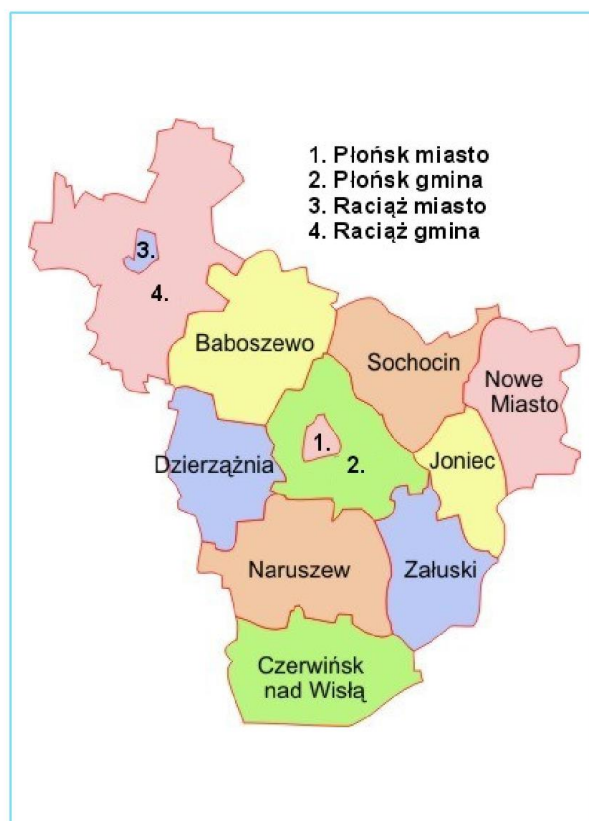 1. Płońsk miasto
2. Płońsk gmina
3. Raciąż miasto
4. Raciąż gmina
3.
4.
Baboszewo
Sochocin
Nowe
Miasto
1.
2.
Dzierzążnia
Joniec
Naruszew
Załuski
Czerwińsk
nad Wisłą